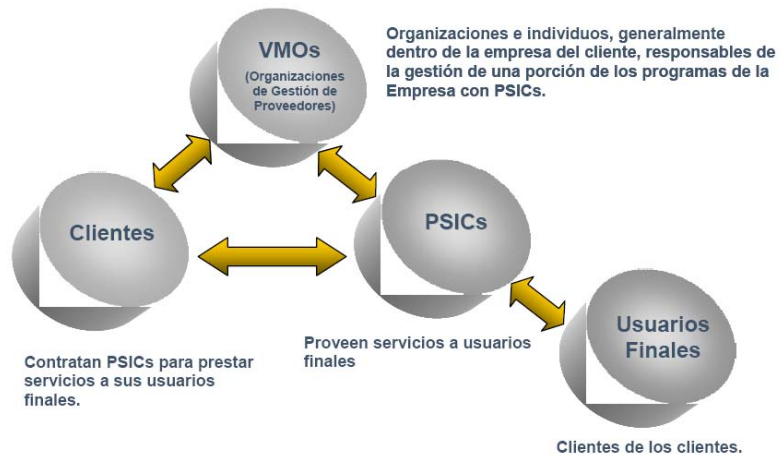 VMOs
(Organizaciones
de Gestión de
Proveedores)
Organizaciones e individuos, generalmente
dentro de la empresa del cliente, responsables de
la gestión de una porción de los programas de la
Empresa con PSICs.
Clientes
PSICs
Contratan PSICs para prestar
servicios a sus usuarios
finales.
Proveen servicios a usuarios
finales
Usuarios
Finales
Clientes de los clientes.